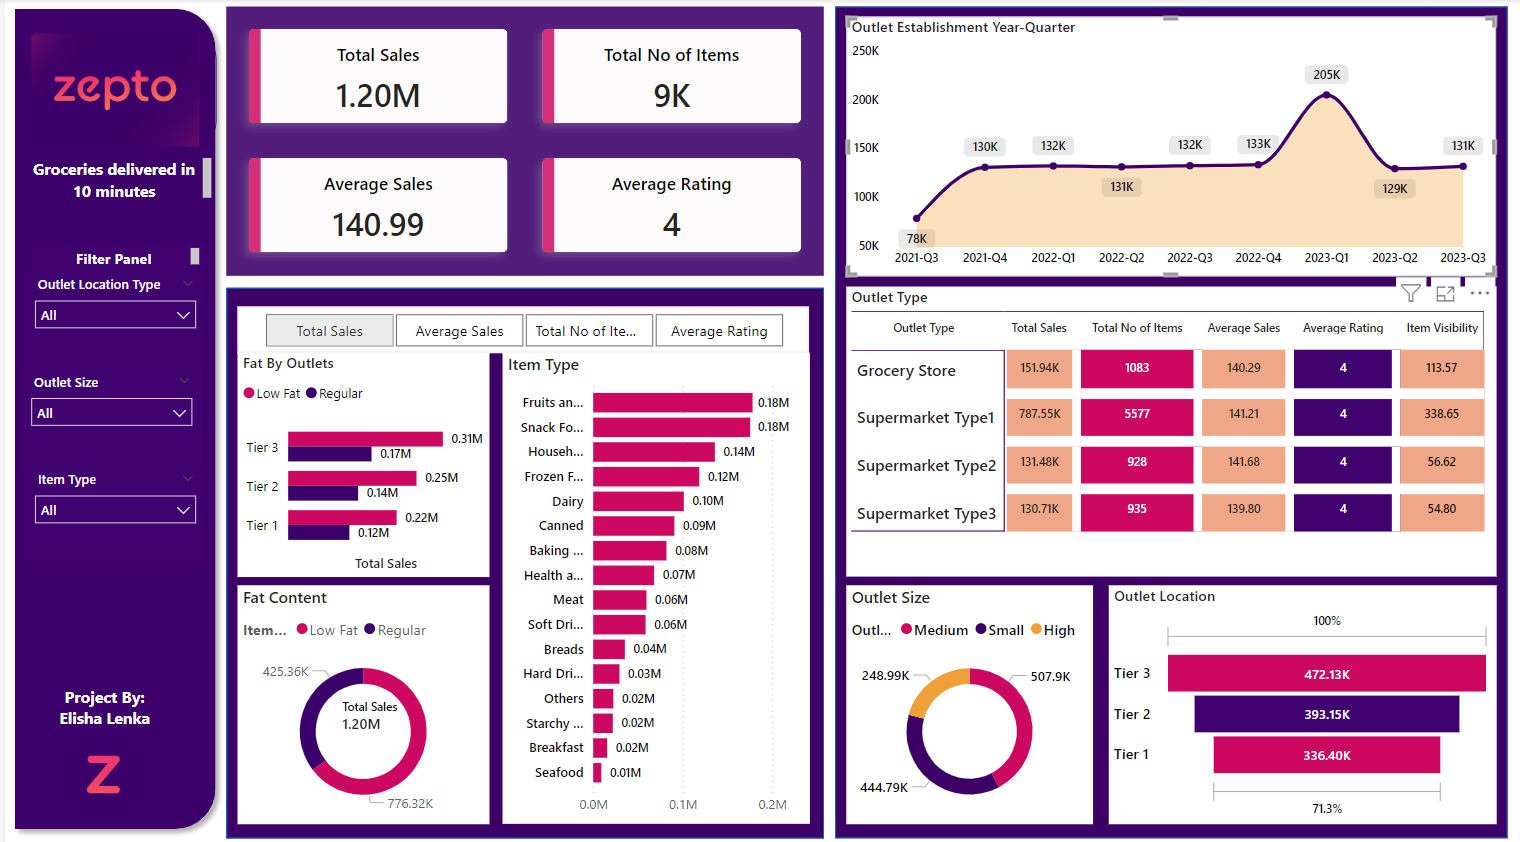 zepto
Groceries delivered in
10 minutes
Filter Panel
Outlet Location Type
All
Outlet Size
All
Item Type
All
Project By:
Elisha Lenka
Z
Total Sales
1.20M
Total No of Items
9K
Average Sales
140.99
Average Rating
4
Total Sales
Average Sales
Total No of Ite...
Average Rating
Fat By Outlets
Low Fat Regular
Tier 3 0.31M
0.17M
Tier 2 0.25M
0.14M
Tier 1 0.22M
0.12M
Total Sales
Fat Content
Item... Low Fat Regular
425.36K
Total Sales
1.20M
776.32K
Item Type
Fruits an... 0.18M
Snack Fo... 0.18M
Househ... 0.14M
Frozen F... 0.12M
Dairy 0.10M
Canned 0.09M
Baking ... 0.08M
Health a... 0.07M
Meat 0.06M
Soft Dri... 0.06M
Breads 0.04M
Hard Dri... 0.03M
Others 0.02M
Starchy ... 0.02M
Breakfast 0.02M
Seafood 0.01M
0.0M 0.1M 0.2M
Outlet Establishment Year-Quarter
250K
200K
150K
100K
50K
78K
130K
132K
131K
132K
133K
205K
129K
131K
2021-Q3 2021-Q4 2022-Q1 2022-Q2 2022-Q3 2022-Q4 2023-Q1 2023-Q2 2023-Q3
Outlet Type
Outlet Type Total Sales Total No of Items Average Sales Average Rating Item Visibility
Grocery Store 151.94K 1083 140.29 4 113.57
Supermarket Type1 787.55K 5577 141.21 4 338.65
Supermarket Type2 131.48K 928 141.68 4 56.62
Supermarket Type3 130.71K 935 139.80 4 54.80
Outlet Size
Outl... Medium Small High
248.99K
507.9K
444.79K
Outlet Location
100%
Tier 3 472.13K
Tier 2 393.15K
Tier 1 336.40K
71.3%